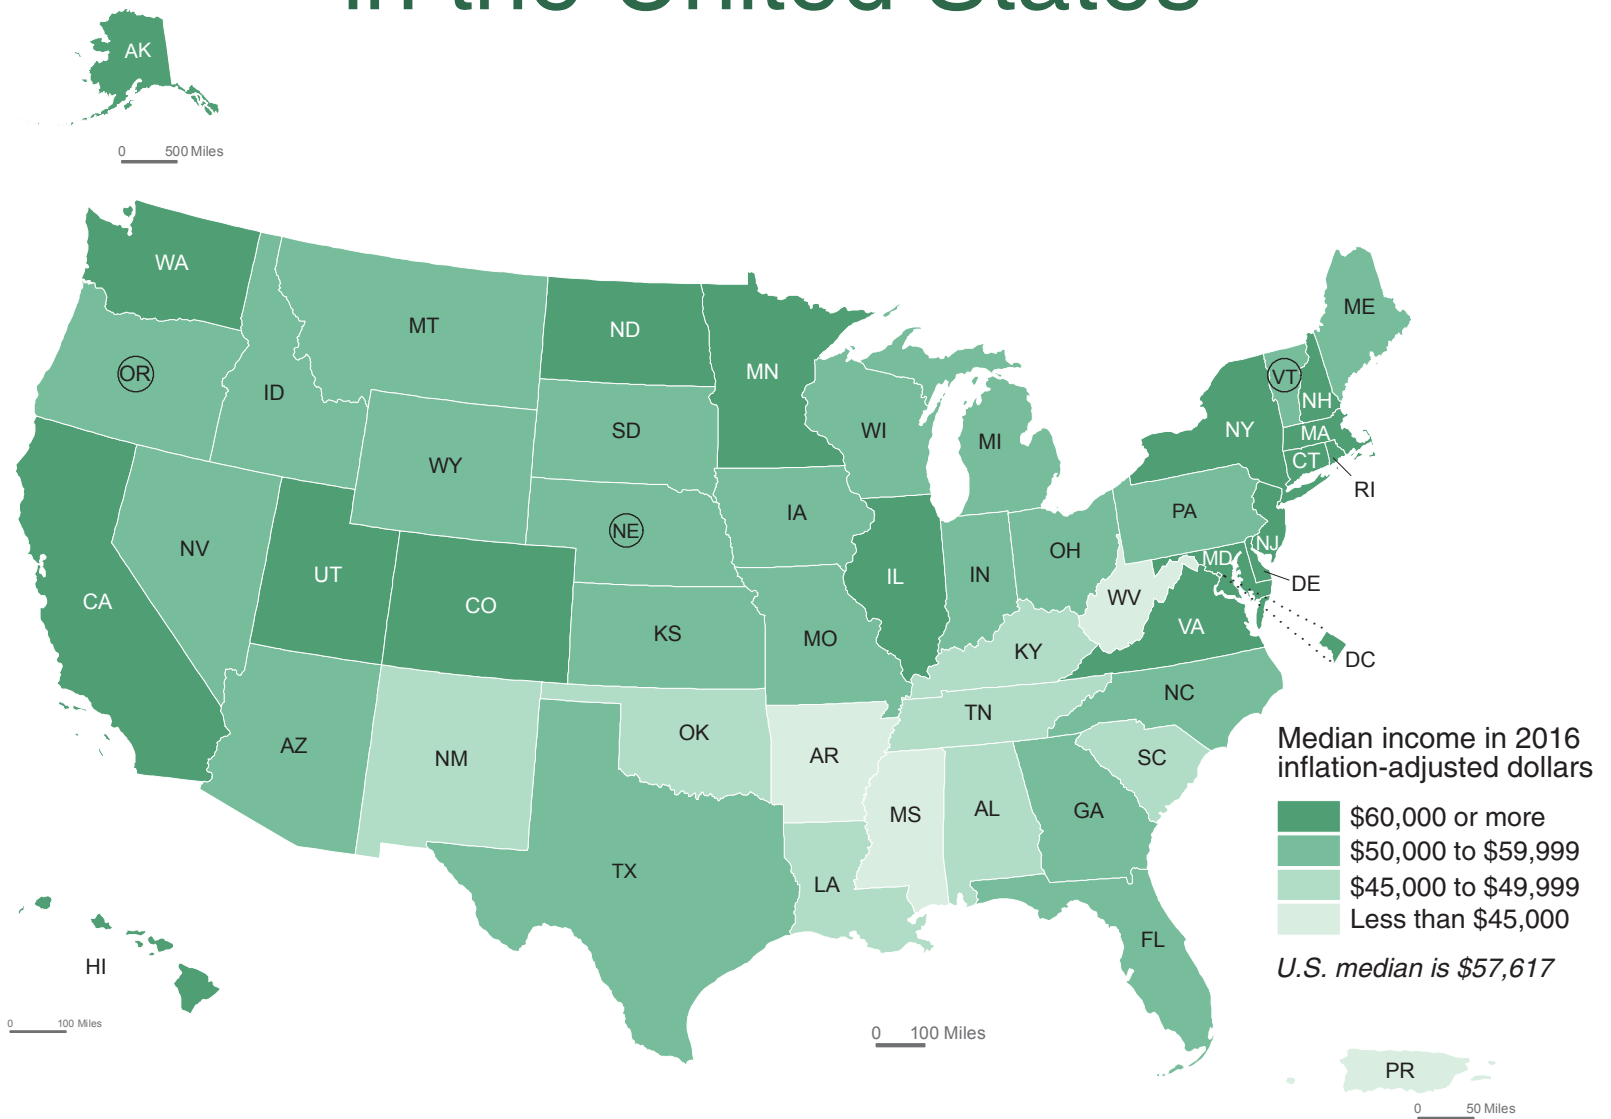 in the United States
AK
0 500 Miles
WA
MT
ND
MN
ME
OR
ID
VT
NH
SD
WI
MI
NY
MA
WY
CT
RI
NE
IA
PA
NV
OH
NJ
MD
UT
IL
IN
DE
CA
CO
WV
VA
KS
MO
KY
DC
NC
TN
AZ
NM
OK
AR
SC
Median income in 2016
inflation-adjusted dollars
MS
AL
GA
$60,000 or more
$50,000 to $59,999
TX
LA
$45,000 to $49,999
Less than $45,000
FL
HI
U.S. median is $57,617
0 100 Miles
0 100 Miles
PR
0 50 Miles